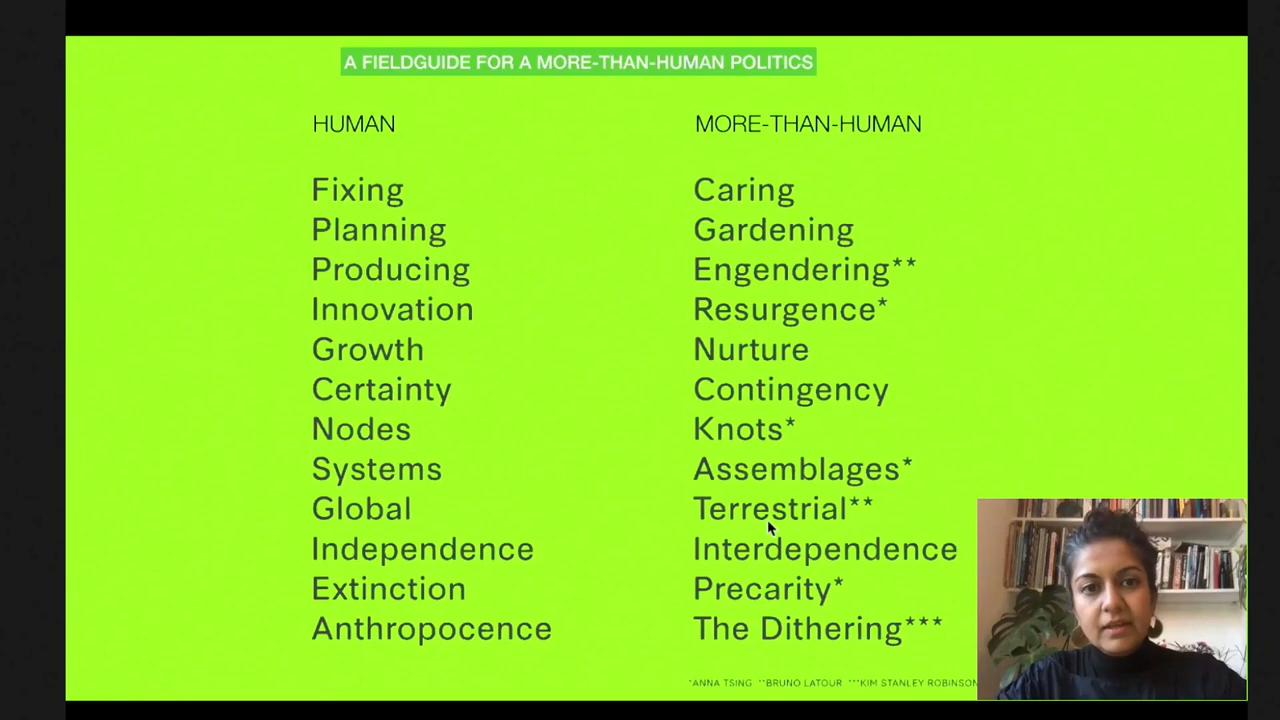 A FIELDGUIDE FOR A MORE-THAN-HUMAN POLITICS
HUMAN
Fixing
Planning
Producing
Innovation
Growth
Certainty
Nodes
Systems
Global
Independence
Extinction
Anthropocence
MORE-THAN-HUMAN
Caring
Gardening
Engendering**
Resurgence*
Nurture
Contingency
Knots*
Assemblages*
Terrestrial**
Interdependence
Precarity*
The Dithering***
*ANNA TSING **BRUNO LATOUR ***KIM STANLEY ROBINSON